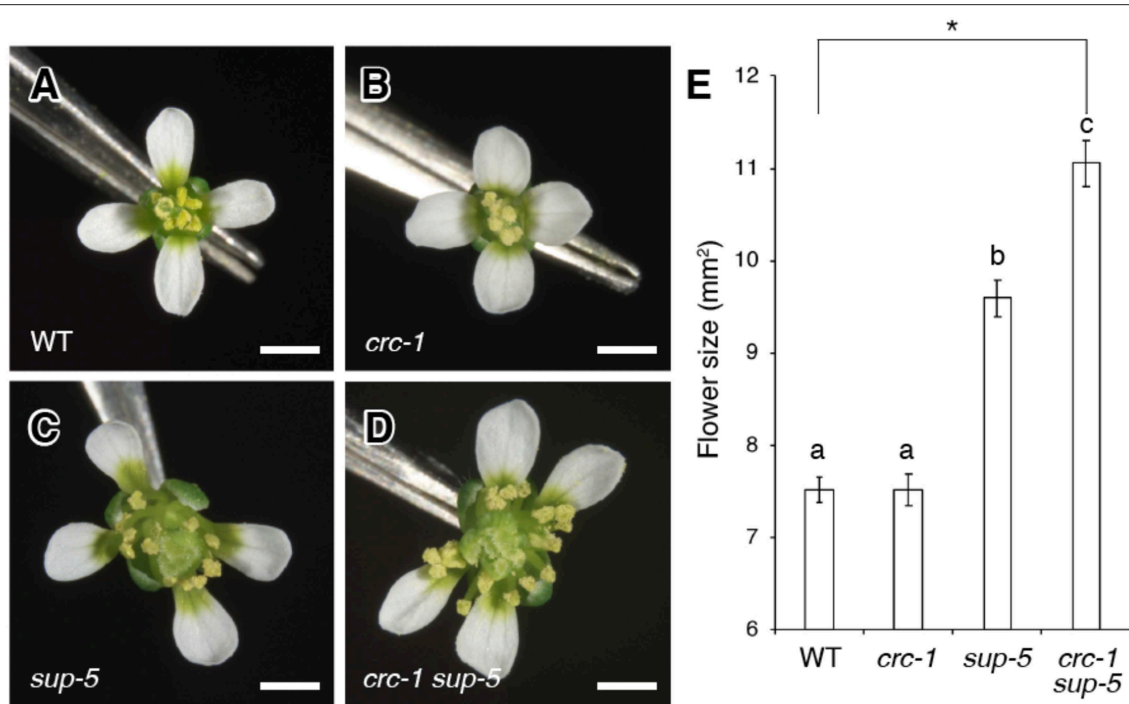 A
WT
B
crc-1
C
sup-5
D
crc-1 sup-5
E
*
Flower size (mm²)
12
11
10
9
8
7
6
a
a
b
c
WT
crc-1
sup-5
crc-1
sup-5